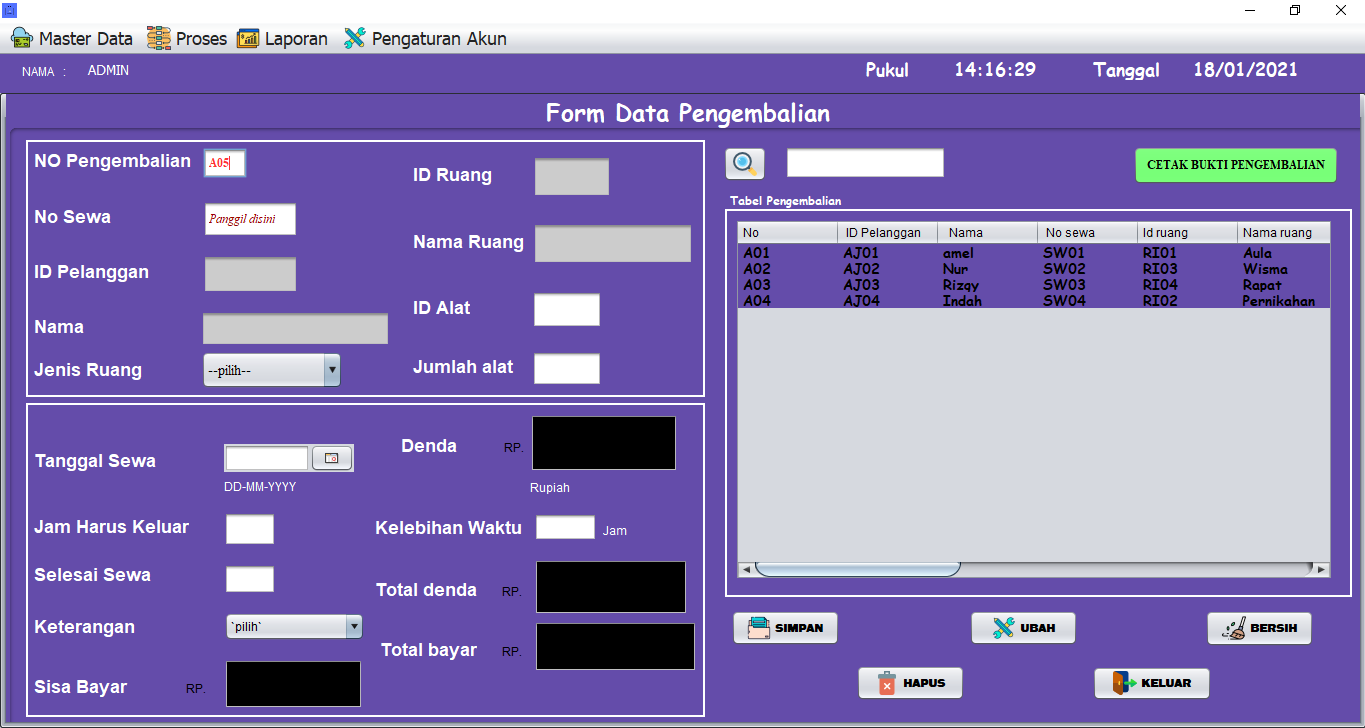 Master Data Proses Laporan Pengaturan Akun
NAMA : ADMIN Pukul 14:16:29 Tanggal 18/01/2021
Form Data Pengembalian
NO Pengembalian A05
No Sewa Panggil disini
ID Pelanggan
Nama
Jenis Ruang --pilih--
ID Ruang
Nama Ruang
ID Alat
Jumlah alat
Tanggal Sewa
DD-MM-YYYY
Jam Harus Keluar
Selesai Sewa
Keterangan `pilih`
Sisa Bayar RP.
Denda RP.
Rupiah
Kelebihan Waktu Jam
Total denda RP.
Total bayar RP.
CETAK BUKTI PENGEMBALIAN
Tabel Pengembalian
No ID Pelanggan Nama No sewa Id ruang Nama ruang
A01 AJ01 amel SW01 RI01 Aula
A02 AJ02 Nur SW02 RI03 Wisma
A03 AJ03 Rizqy SW03 RI04 Rapat
A04 AJ04 Indah SW04 RI02 Pernikahan
SIMPAN UBAH BERSIH
HAPUS KELUAR